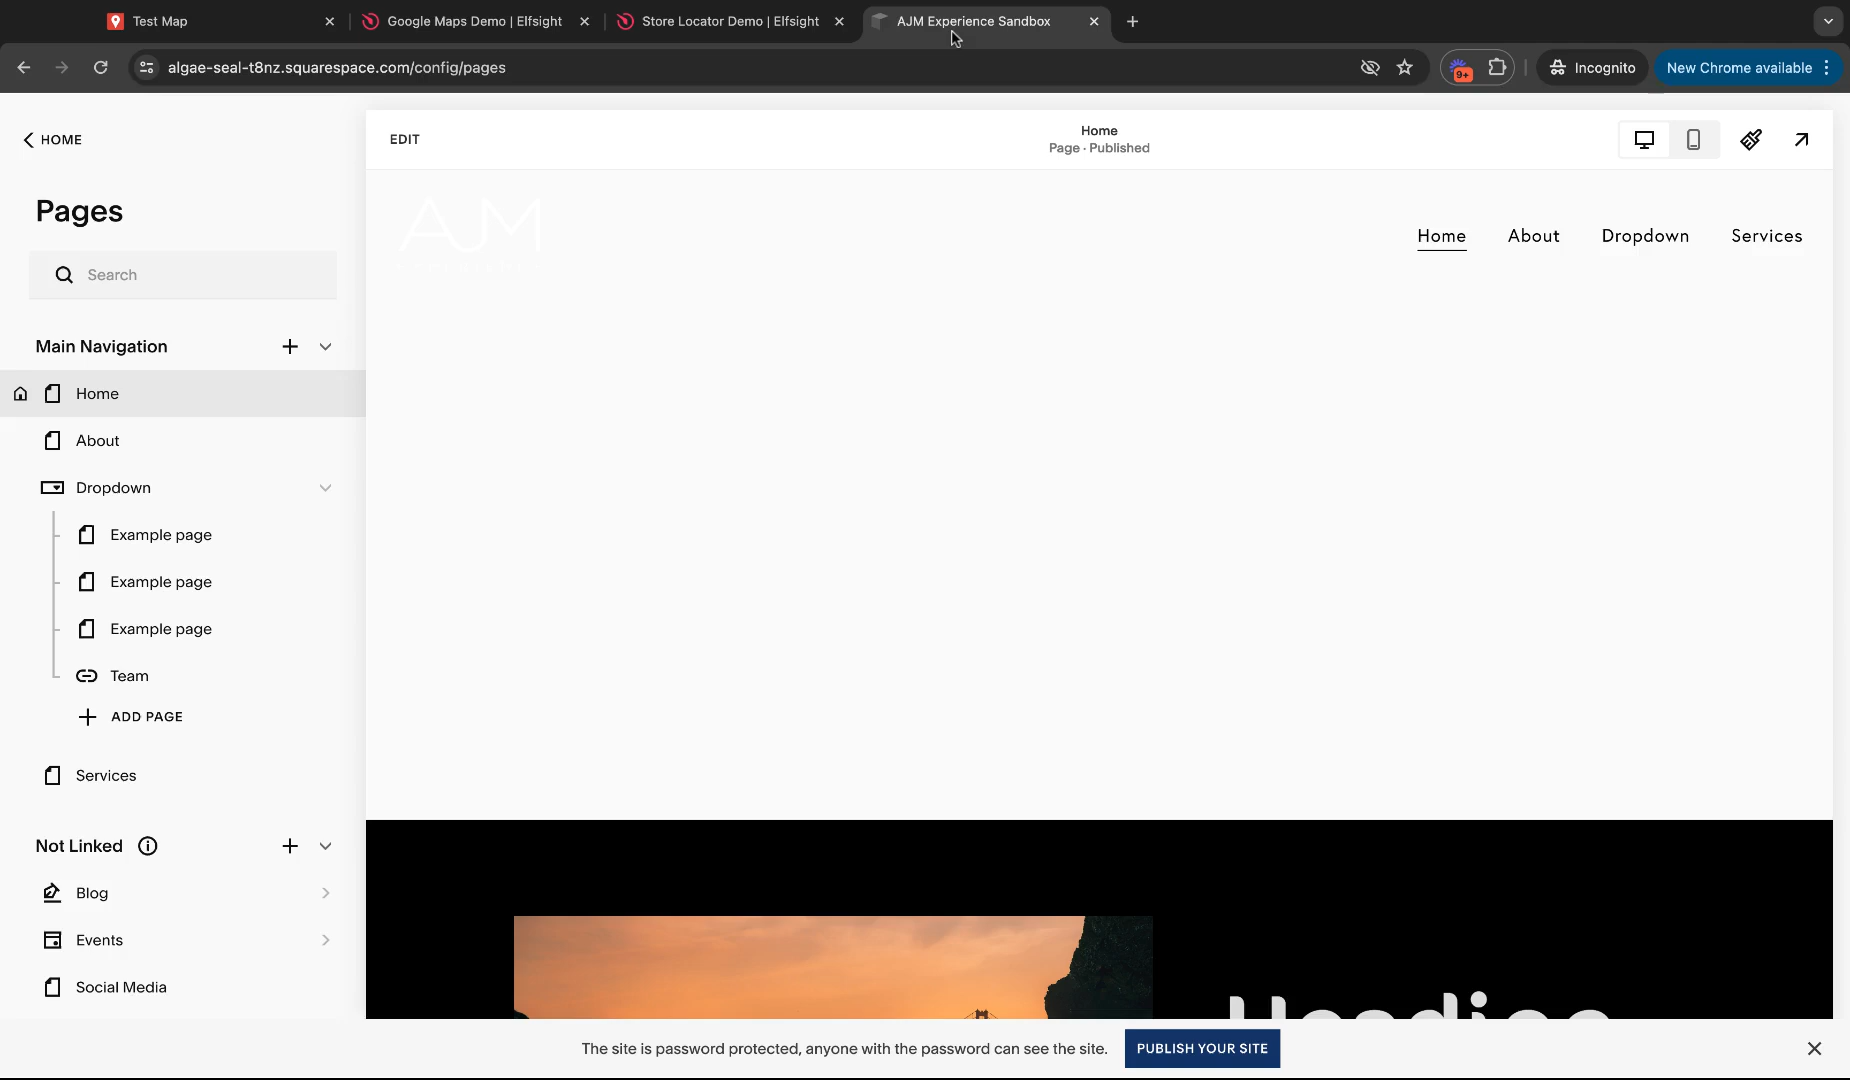 Test Map
Google Maps Demo | Elfsight
Store Locator Demo | Elfsight
AJM Experience Sandbox
algae-seal-t8nz.squarespace.com/config/pages
9+
Incognito
New Chrome available
HOME
EDIT
Home
Page · Published
Pages
AJM
Home
About
Dropdown
Services
Search
Main Navigation
Home
About
Dropdown
Example page
Example page
Example page
Team
ADD PAGE
Services
Not Linked
Blog
Events
Social Media
Heading
The site is password protected, anyone with the password can see the site.
PUBLISH YOUR SITE